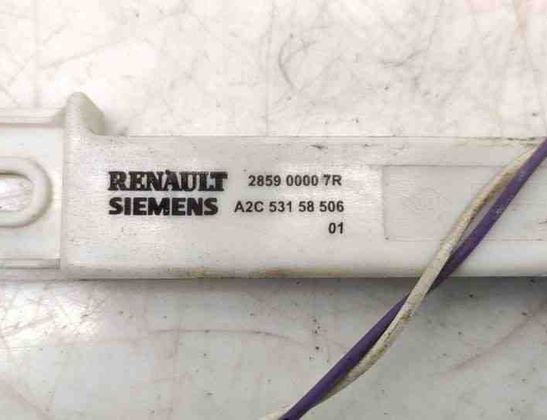 RENAULT 2859 0000 7R
SIEMENS A2C 531 58 506
01